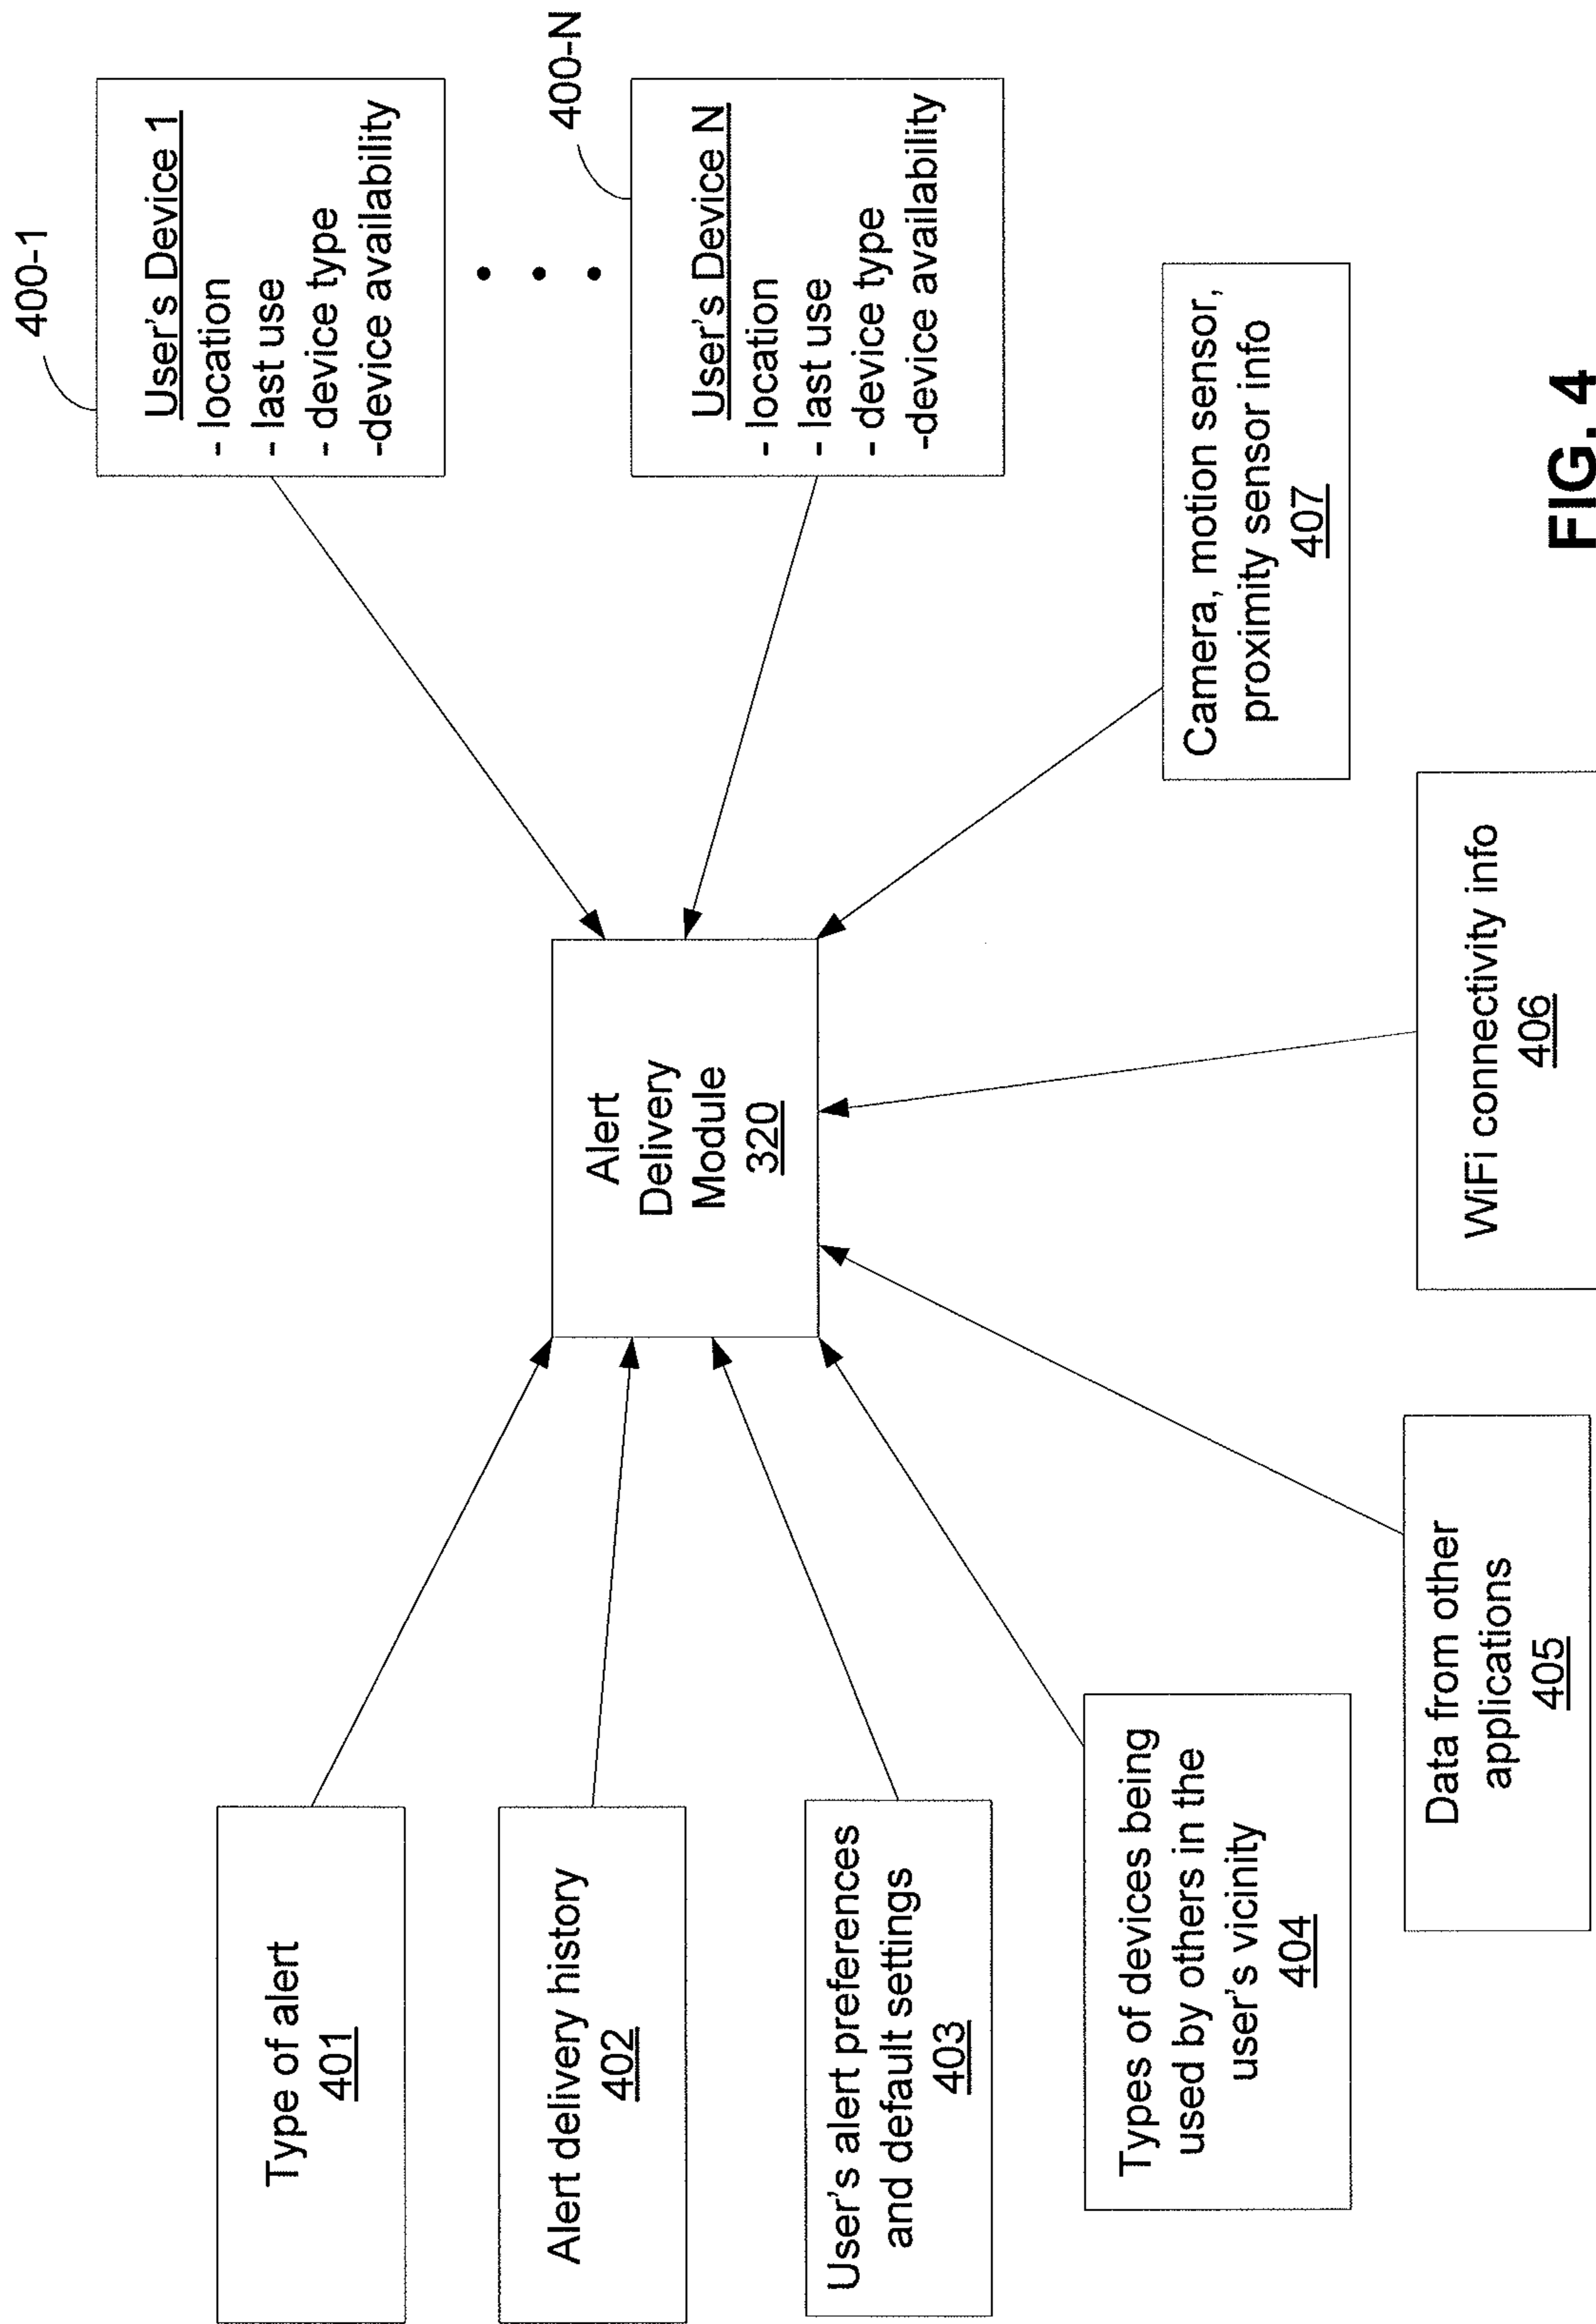 400-1
User's Device 1
- location
- last use
- device type
-device availability
400-N
User's Device N
- location
- last use
- device type
-device availability
Type of alert
401
Alert delivery history
402
User's alert preferences
and default settings
403
Types of devices being
used by others in the
user's vicinity
404
Data from other
applications
405
WiFi connectivity info
406
Camera, motion sensor,
proximity sensor info
407
Alert
Delivery
Module
320
FIG. 4